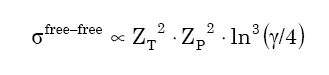 σ^free–free ∝ Z_T^2 · Z_P^2 · ln^3(γ/4)